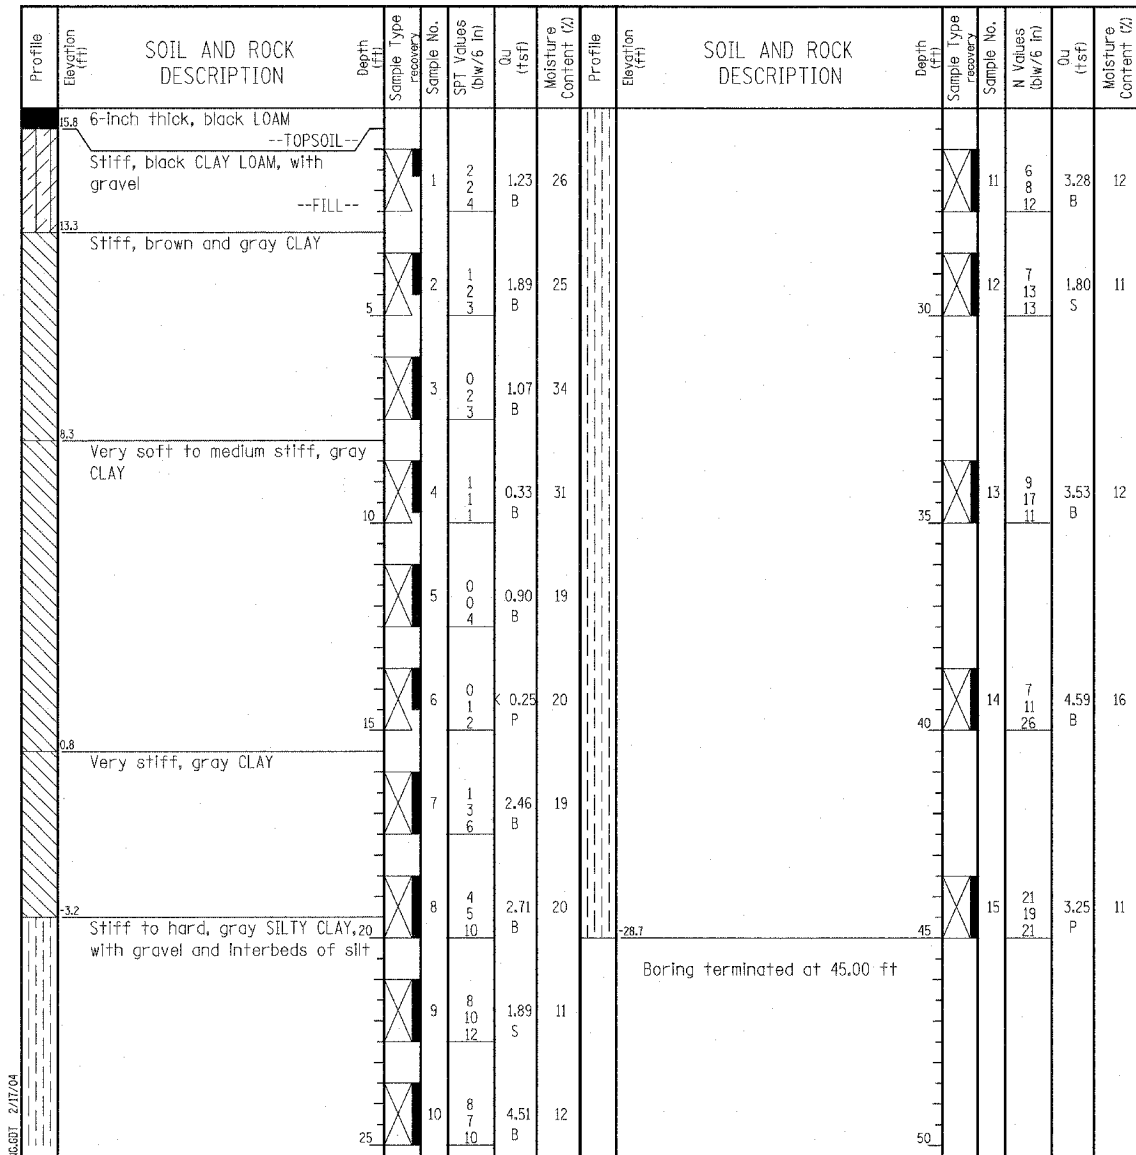 Profile
Elevation (ft)
SOIL AND ROCK DESCRIPTION
Depth (ft)
Sample Type recovery
Sample No.
SPT Values (blw/6 in)
Qu (tsf)
Moisture Content (%)
Profile
Elevation (ft)
SOIL AND ROCK DESCRIPTION
Depth (ft)
Sample Type recovery
Sample No.
N Values (blw/6 in)
Qu (tsf)
Moisture Content (%)
15.8 6-inch thick, black LOAM
--TOPSOIL--
Stiff, black CLAY LOAM, with
gravel
--FILL--
1 2 2 4 1.23 B 26
13.3
Stiff, brown and gray CLAY
2 1 2 3 1.89 B 25
5
3 0 2 3 1.07 B 34
8.3
Very soft to medium stiff, gray
CLAY
4 1 1 1 0.33 B 31
10
5 0 0 4 0.90 B 19
6 0 1 2 < 0.25 P 20
15
0.8
Very stiff, gray CLAY
7 1 3 6 2.46 B 19
8 4 5 10 2.71 B 20
-3.2
Stiff to hard, gray SILTY CLAY, 20
with gravel and interbeds of silt
9 8 10 12 1.89 S 11
10 8 7 10 4.51 B 12
25
11 6 8 12 3.28 B 12
12 7 13 13 1.80 S 11
30
13 9 17 11 3.53 B 12
35
14 7 11 26 4.59 B 16
40
15 21 19 21 3.25 P 11
-28.7 45
Boring terminated at 45.00 ft
50
2/17/04